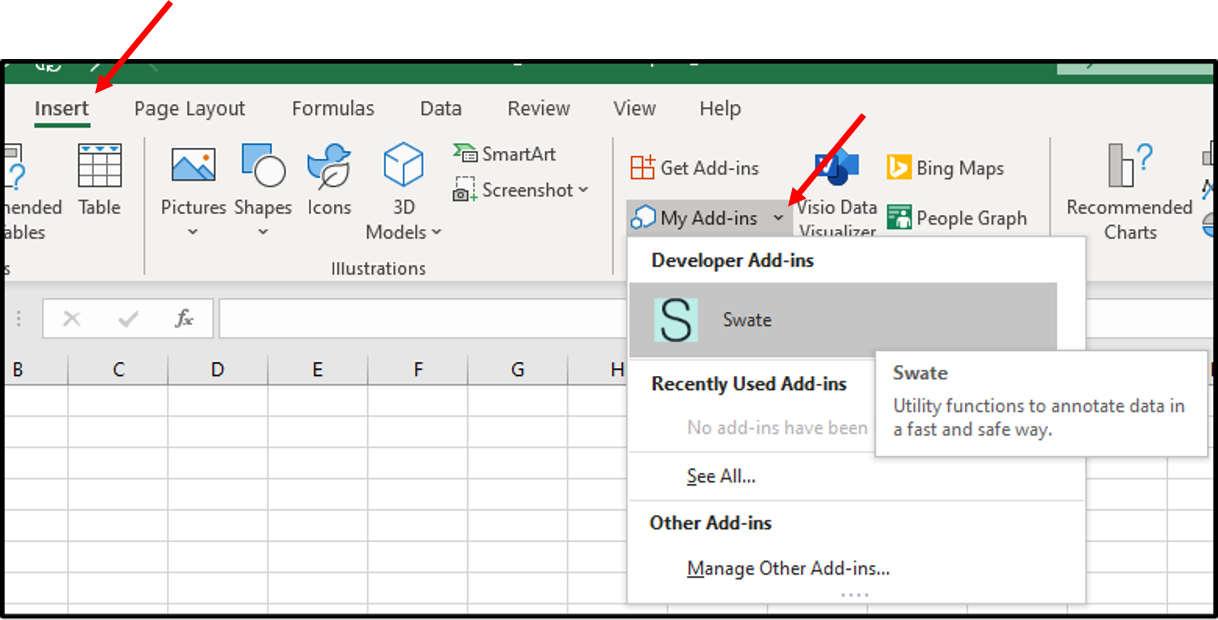 Insert Page Layout Formulas Data Review View Help
Table
Pictures
Shapes
Icons
3D
Models
SmartArt
Screenshot
Illustrations
Get Add-ins
My Add-ins
Visio Data
Visualizer
Bing Maps
People Graph
Recommended
Charts
Developer Add-ins
S Swate
Recently Used Add-ins
No add-ins have been
See All...
Other Add-ins
Manage Other Add-ins...
Swate
Utility functions to annotate data in
a fast and safe way.
fx
B C D E F G H